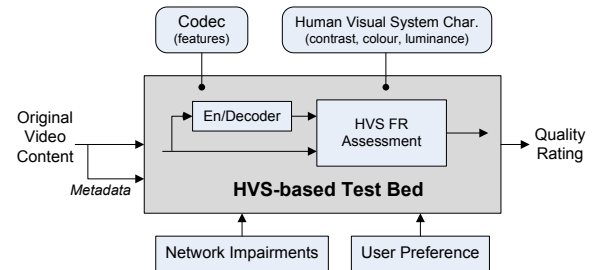 Codec
(features)
Human Visual System Char.
(contrast, colour, luminance)
Original
Video
Content
Metadata
En/Decoder
HVS FR
Assessment
Quality
Rating
HVS-based Test Bed
Network Impairments
User Preference